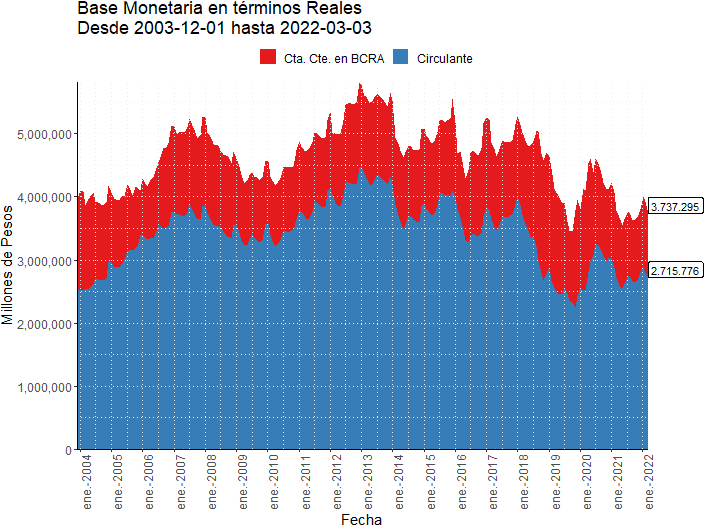 Base Monetaria en términos Reales
Desde 2003-12-01 hasta 2022-03-03
Cta. Cte. en BCRA
Circulante
Millones de Pesos
5,000,000
4,000,000
3,000,000
2,000,000
1,000,000
0
3.737.295
2.715.776
ene.-2004
ene.-2005
ene.-2006
ene.-2007
ene.-2008
ene.-2009
ene.-2010
ene.-2011
ene.-2012
ene.-2013
ene.-2014
ene.-2015
ene.-2016
ene.-2017
ene.-2018
ene.-2019
ene.-2020
ene.-2021
ene.-2022
Fecha